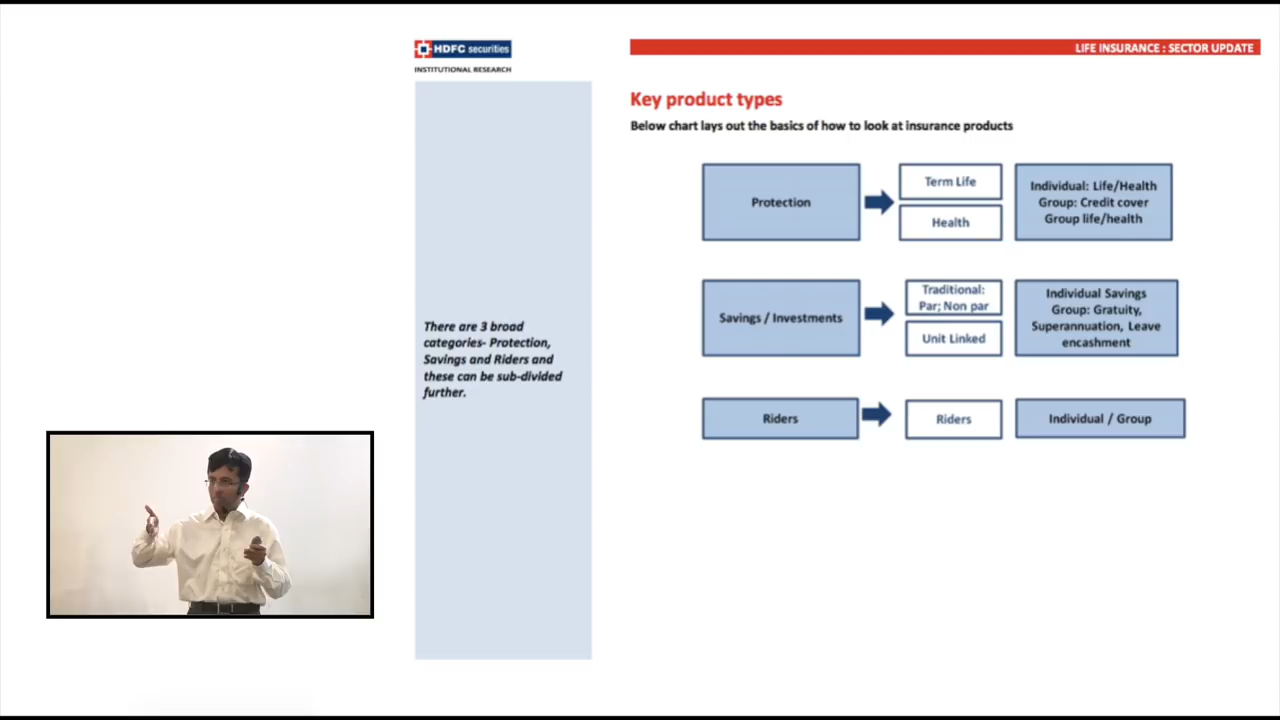 HDFC securities
INSTITUTIONAL RESEARCH
LIFE INSURANCE : SECTOR UPDATE
Key product types
Below chart lays out the basics of how to look at insurance products
There are 3 broad
categories- Protection,
Savings and Riders and
these can be sub-divided
further.
Protection
Term Life
Health
Individual: Life/Health
Group: Credit cover
Group life/health
Savings / Investments
Traditional:
Par; Non par
Unit Linked
Individual Savings
Group: Gratuity,
Superannuation, Leave
encashment
Riders
Riders
Individual / Group